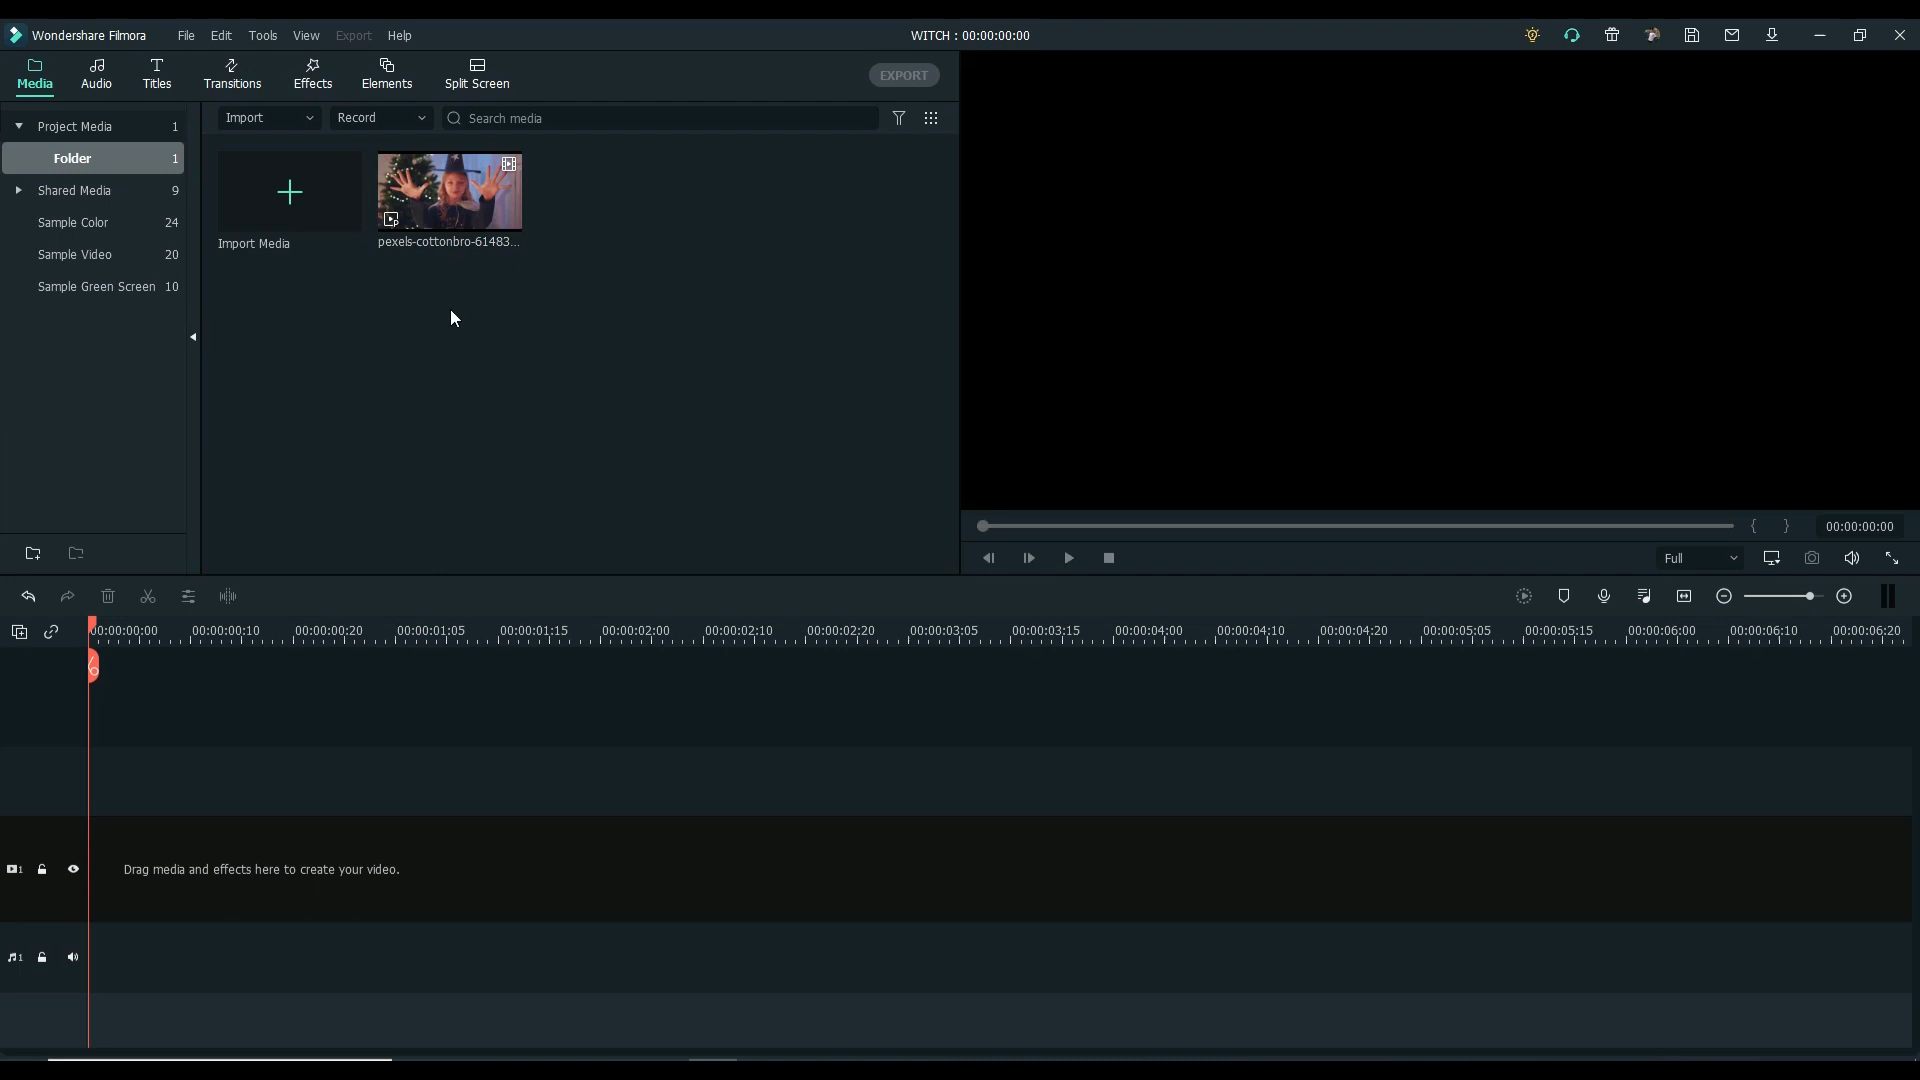 Wondershare Filmora File Edit View Tools View Export Help WITCH : 00:00:00:00
Media Audio Titles Transitions Effects Elements Split Screen EXPORT
Import Record Search media
Project Media 1
Folder 1
Shared Media 9
Sample Color 24
Sample Video 20
Sample Green Screen 10
Import Media
pexels-cottonbro-61483...
00:00:00:00
Full
00:00:00:00 00:00:00:10 00:00:00:20 00:00:01:05 00:00:01:15 00:00:02:00 00:00:02:10 00:00:02:20 00:00:03:05 00:00:03:15 00:00:04:00 00:00:04:10 00:00:04:20 00:00:05:05 00:00:05:15 00:00:06:00 00:00:06:10 00:00:06:20
1
Drag media and effects here to create your video.
1